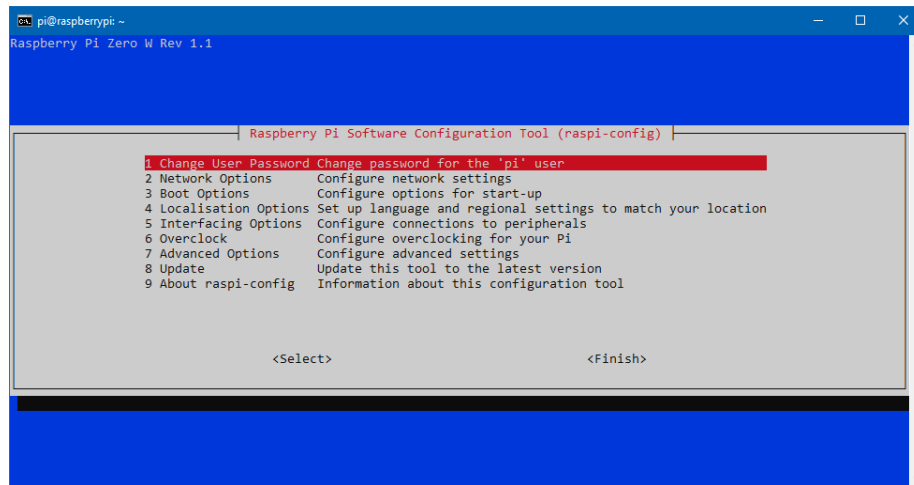 pi@raspberrypi: ~
Raspberry Pi Zero W Rev 1.1
Raspberry Pi Software Configuration Tool (raspi-config)
1 Change User Password Change password for the 'pi' user
2 Network Options Configure network settings
3 Boot Options Configure options for start-up
4 Localisation Options Set up language and regional settings to match your location
5 Interfacing Options Configure connections to peripherals
6 Overclock Configure overclocking for your Pi
7 Advanced Options Configure advanced settings
8 Update Update this tool to the latest version
9 About raspi-config Information about this configuration tool
<Select> <Finish>